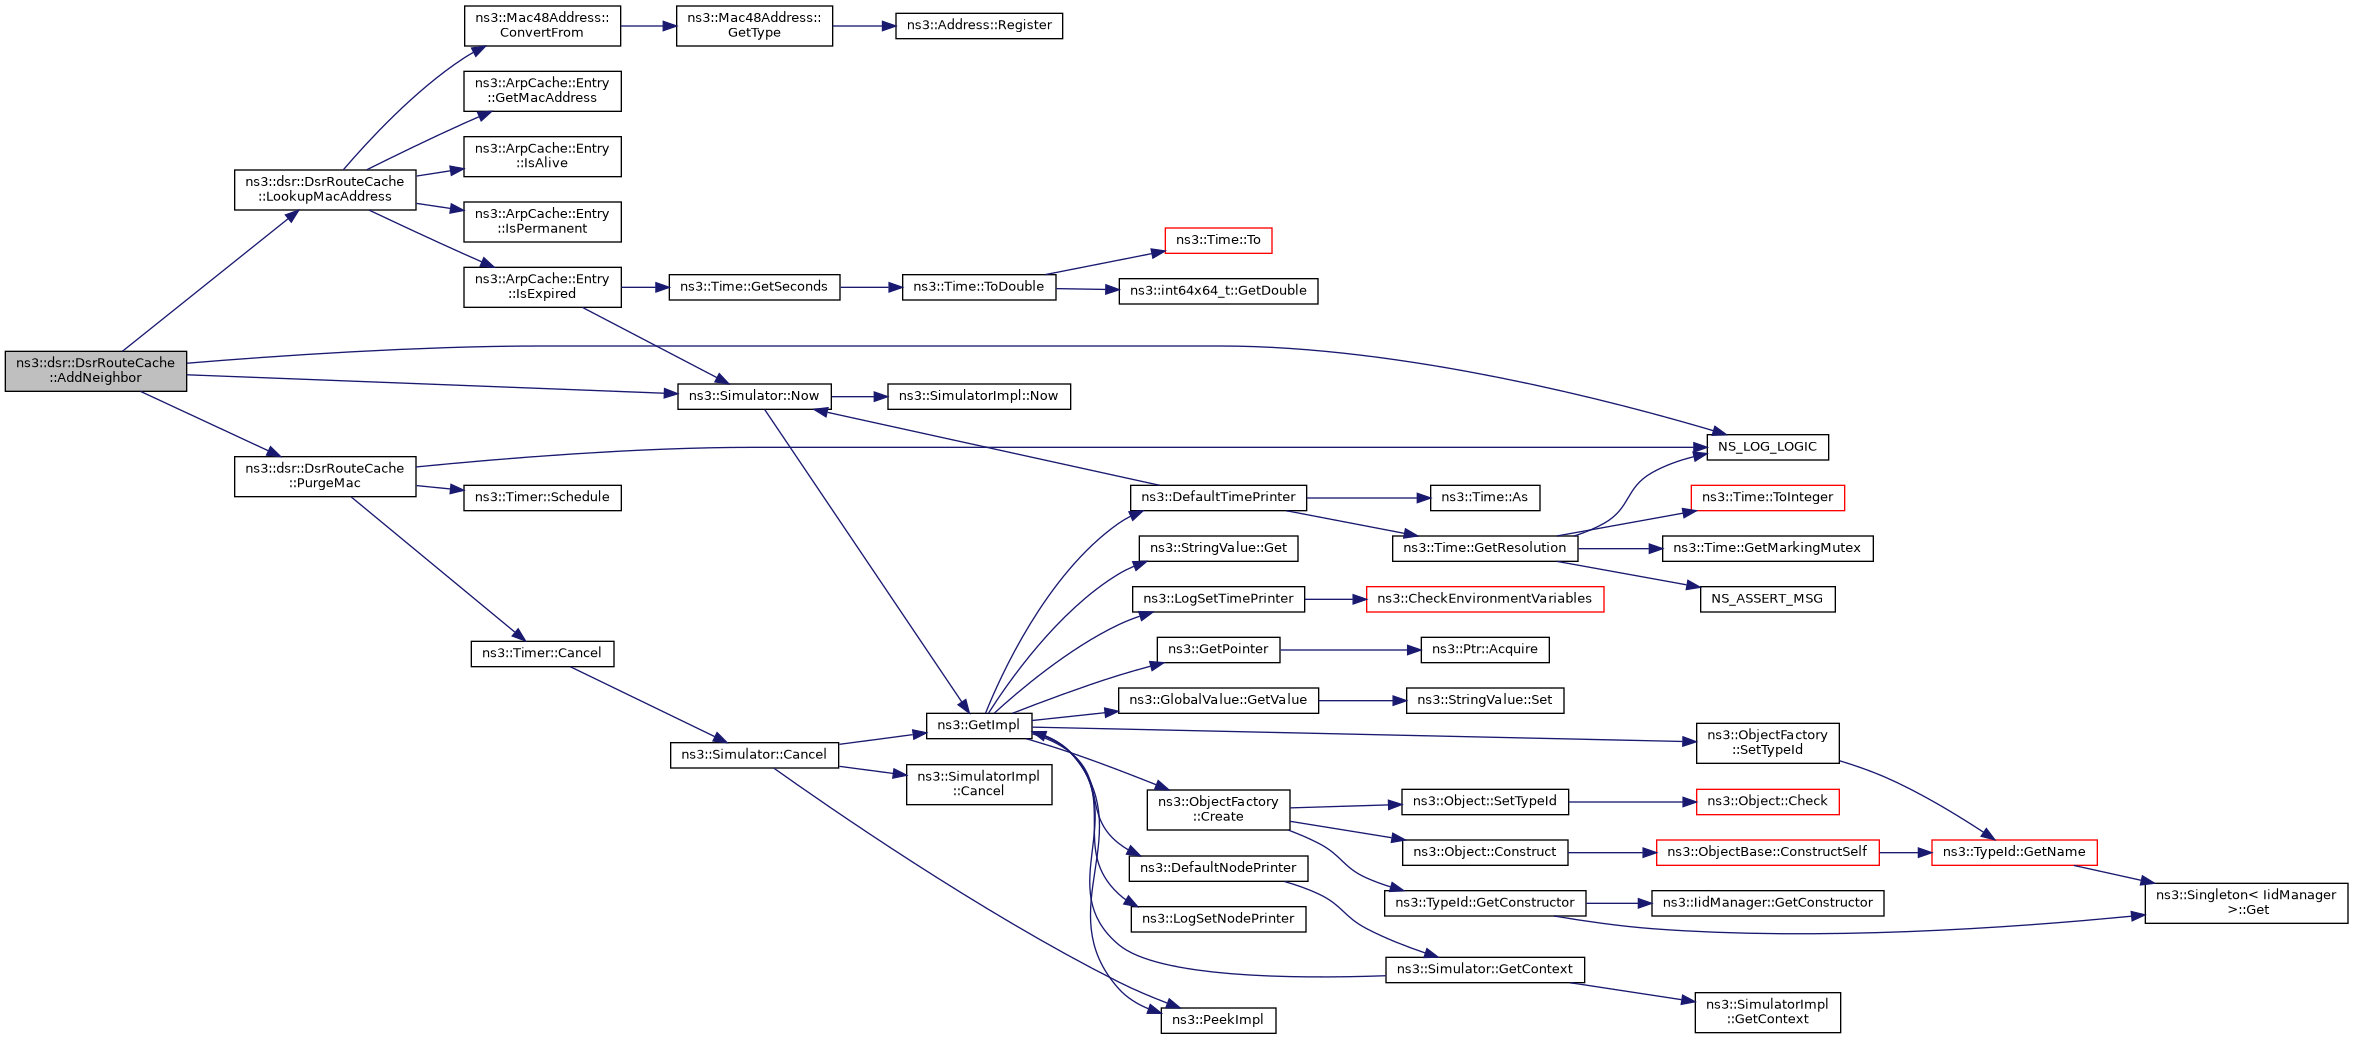 ns3::Mac48Address::
ConvertFrom
ns3::Mac48Address::
GetType
ns3::Address::Register
ns3::ArpCache::Entry
::GetMacAddress
ns3::ArpCache::Entry
::IsAlive
ns3::dsr::DsrRouteCache
::LookupMacAddress
ns3::ArpCache::Entry
::IsPermanent
ns3::Time::To
ns3::ArpCache::Entry
::IsExpired
ns3::Time::GetSeconds
ns3::Time::ToDouble
ns3::int64x64_t::GetDouble
ns3::dsr::DsrRouteCache
::AddNeighbor
ns3::Simulator::Now
ns3::SimulatorImpl::Now
NS_LOG_LOGIC
ns3::dsr::DsrRouteCache
::PurgeMac
ns3::Timer::Schedule
ns3::DefaultTimePrinter
ns3::Time::As
ns3::Time::ToInteger
ns3::StringValue::Get
ns3::Time::GetResolution
ns3::Time::GetMarkingMutex
ns3::LogSetTimePrinter
ns3::CheckEnvironmentVariables
NS_ASSERT_MSG
ns3::Timer::Cancel
ns3::GetPointer
ns3::Ptr::Acquire
ns3::GlobalValue::GetValue
ns3::StringValue::Set
ns3::GetImpl
ns3::ObjectFactory
::SetTypeId
ns3::Simulator::Cancel
ns3::SimulatorImpl
::Cancel
ns3::ObjectFactory
::Create
ns3::Object::SetTypeId
ns3::Object::Check
ns3::Object::Construct
ns3::ObjectBase::ConstructSelf
ns3::TypeId::GetName
ns3::DefaultNodePrinter
ns3::TypeId::GetConstructor
ns3::IidManager::GetConstructor
ns3::Singleton< IidManager
>::Get
ns3::LogSetNodePrinter
ns3::Simulator::GetContext
ns3::SimulatorImpl
::GetContext
ns3::PeekImpl